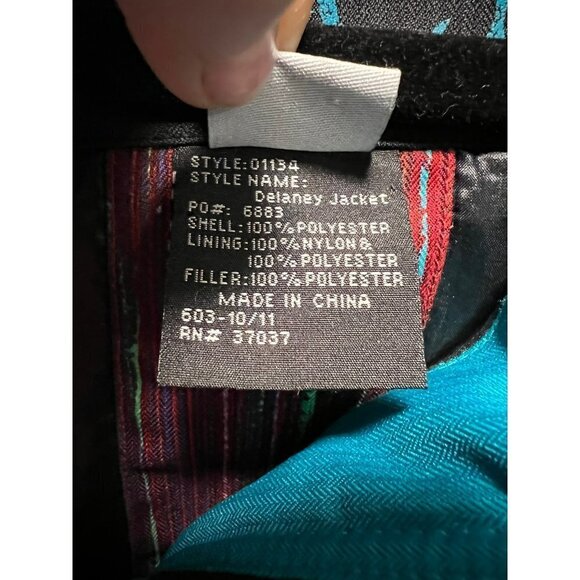 STYLE:01134
STYLE NAME:
Delaney Jacket
PO#: 6883
SHELL:100%POLYESTER
LINING:100%NYLON&
100%POLYESTER
FILLER:100%POLYESTER
MADE IN CHINA
603-10/11
RN# 37037